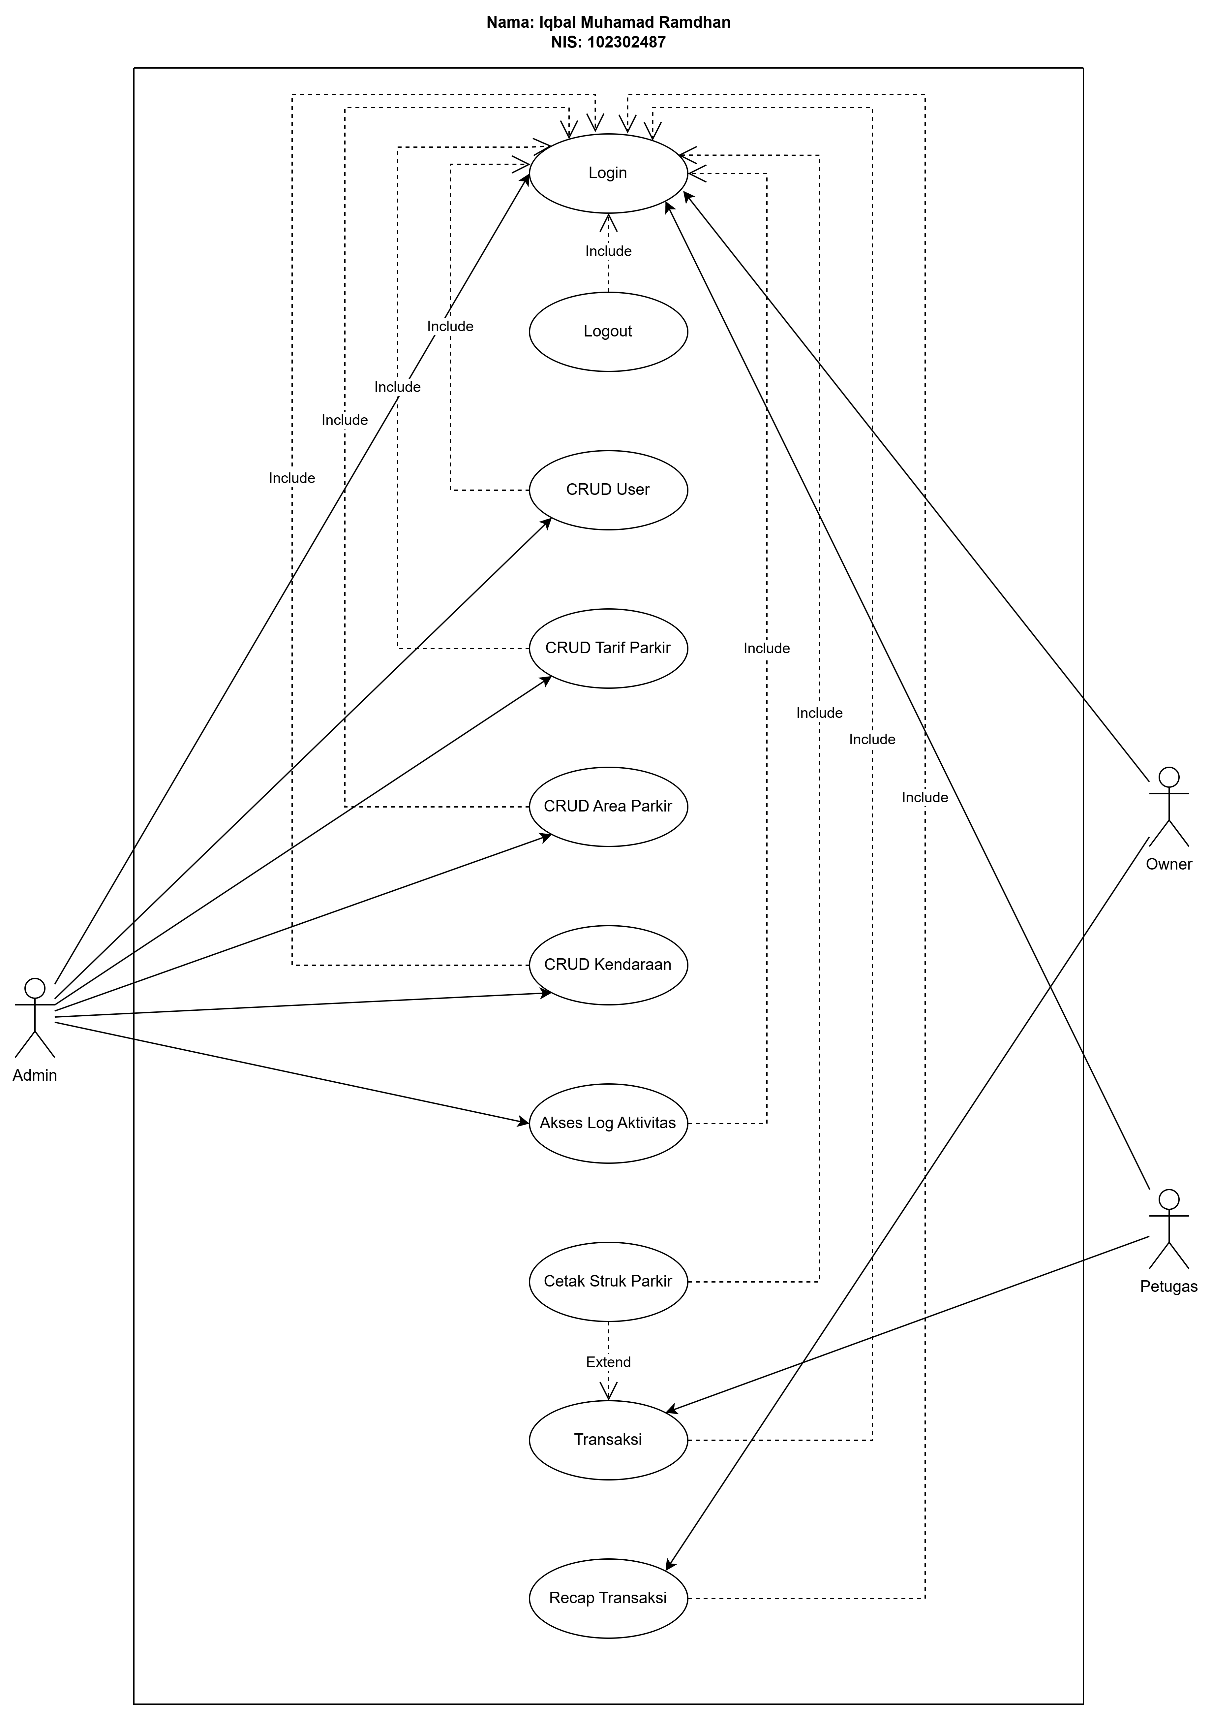 Nama: Iqbal Muhamad Ramdhan
NIS: 102302487
Login
Include
Logout
Include
Include
Include
Include
CRUD User
CRUD Tarif Parkir
Include
Include
Include
Include
CRUD Area Parkir
Owner
CRUD Kendaraan
Admin
Akses Log Aktivitas
Cetak Struk Parkir
Petugas
Extend
Transaksi
Recap Transaksi